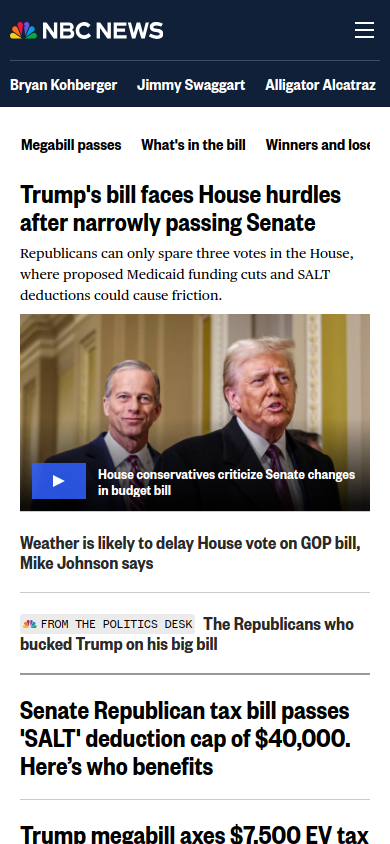 NBC NEWS
Bryan Kohberger Jimmy Swaggart Alligator Alcatraz
Megabill passes What's in the bill Winners and lose
Trump's bill faces House hurdles
after narrowly passing Senate
Republicans can only spare three votes in the House,
where proposed Medicaid funding cuts and SALT
deductions could cause friction.
House conservatives criticize Senate changes
in budget bill
Weather is likely to delay House vote on GOP bill,
Mike Johnson says
FROM THE POLITICS DESK The Republicans who
bucked Trump on his big bill
Senate Republican tax bill passes
'SALT' deduction cap of $40,000.
Here’s who benefits
Trump megabill axes $7,500 EV tax